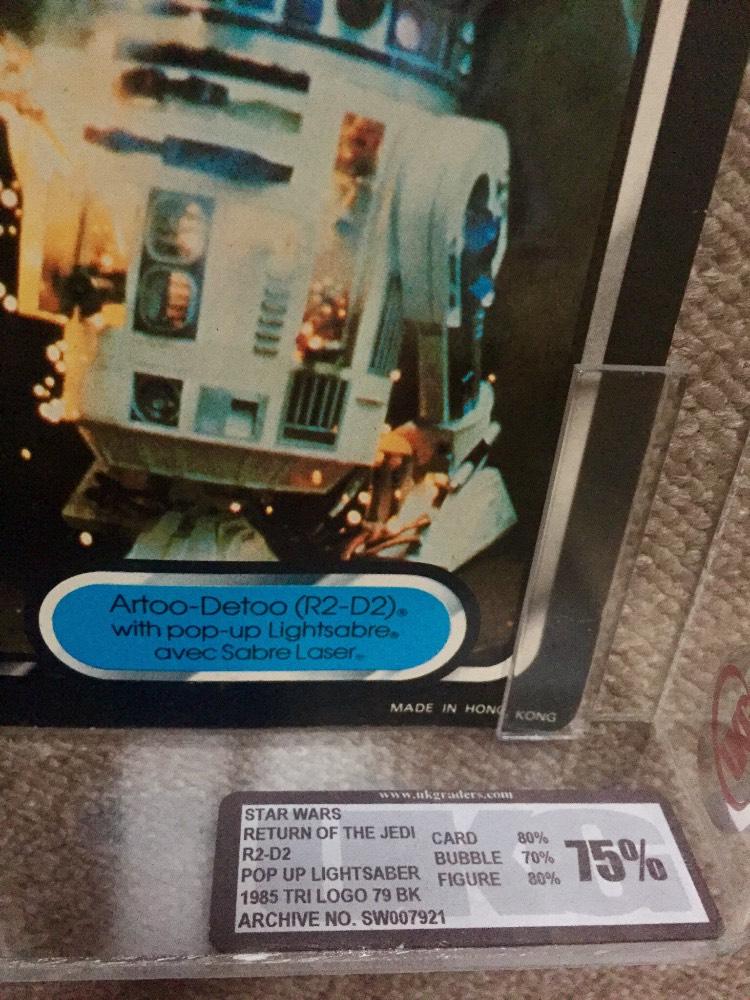 Artoo-Detoo (R2-D2)®
with pop-up Lightsabre®
avec Sabre Laser
MADE IN HONG KONG
www.ukgraders.com
STAR WARS
RETURN OF THE JEDI
R2-D2
POP UP LIGHTSABER
1985 TRI LOGO 79 BK
ARCHIVE NO. SW007921
CARD 80%
BUBBLE 70%
FIGURE 80%
75%
UKG